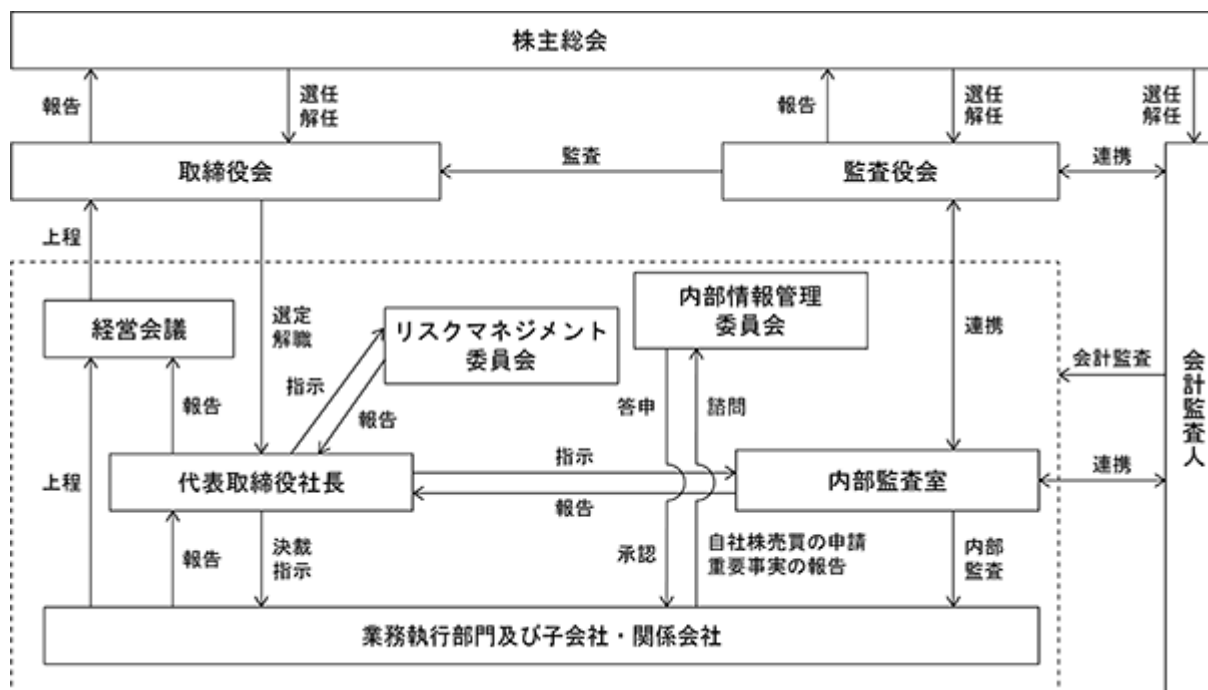 株主総会
報告
選任
解任
報告
選任
解任
選任
解任
取締役会
監査
監査役会
連携
上程
経営会議
選定
解職
リスクマネジメント
委員会
内部情報管理
委員会
連携
会計監査
会計監査人
報告
指示
報告
答申
諮問
上程
代表取締役社長
指示
報告
内部監査室
連携
報告
決裁
指示
承認
自社株売買の申請
重要事実の報告
内部
監査
業務執行部門及び子会社・関係会社